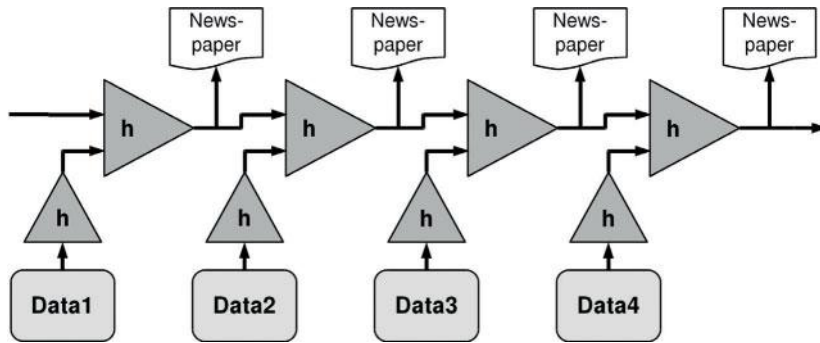 News-
paper
News-
paper
News-
paper
News-
paper
h
h
h
h
h
h
h
h
Data1
Data2
Data3
Data4